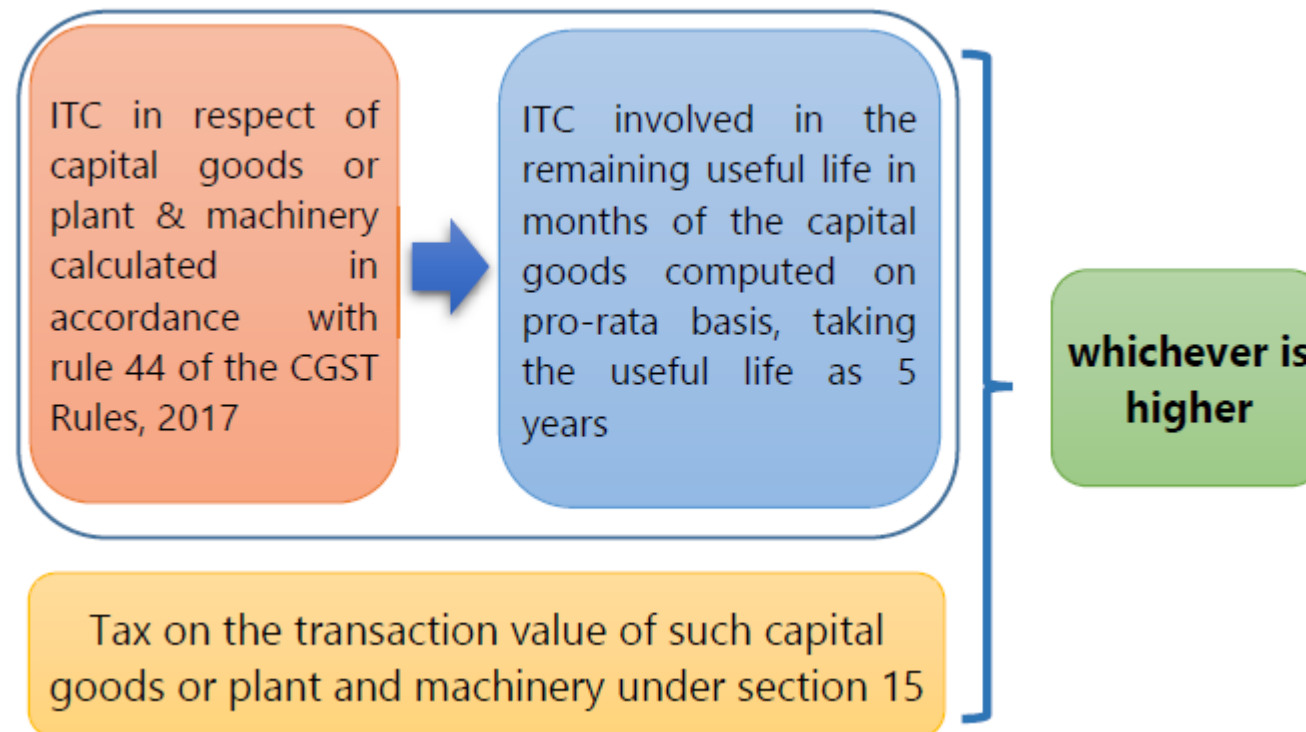 ITC in respect of
capital goods or
plant & machinery
calculated in
accordance with
rule 44 of the CGST
Rules, 2017
ITC involved in the
remaining useful life in
months of the capital
goods computed on
pro-rata basis, taking
the useful life as 5
years
whichever is
higher
Tax on the transaction value of such capital
goods or plant and machinery under section 15